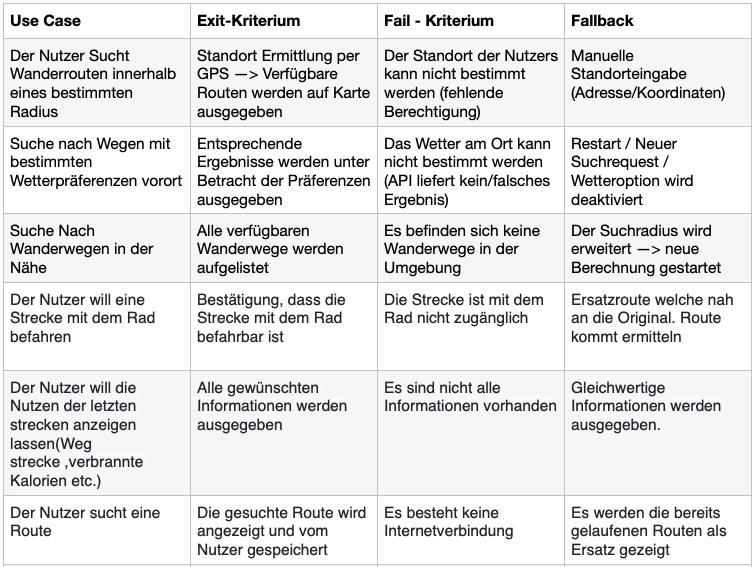 Use Case
Exit-Kriterium
Fail - Kriterium
Fallback
Der Nutzer Sucht
Wanderrouten innerhalb
eines bestimmten
Radius
Standort Ermittlung per
GPS —> Verfügbare
Routen werden auf Karte
ausgegeben
Der Standort der Nutzers
kann nicht bestimmt
werden (fehlende
Berechtigung)
Manuelle
Standorteingabe
(Adresse/Koordinaten)
Suche nach Wegen mit
bestimmten
Wetterpräferenzen vorort
Entsprechende
Ergebnisse werden unter
Betracht der Präferenzen
ausgegeben
Das Wetter am Ort kann
nicht bestimmt werden
(API liefert kein/falsches
Ergebnis)
Restart / Neuer
Suchrequest /
Wetteroption wird
deaktiviert
Suche Nach
Wanderwegen in der
Nähe
Alle verfügbaren
Wanderwege werden
aufgelistet
Es befinden sich keine
Wanderwege in der
Umgebung
Der Suchradius wird
erweitert —> neue
Berechnung gestartet
Der Nutzer will eine
Strecke mit dem Rad
befahren
Bestätigung, dass die
Strecke mit dem Rad
befahrbar ist
Die Strecke ist mit dem
Rad nicht zugänglich
Ersatzroute welche nah
an die Original. Route
kommt ermitteln
Der Nutzer will die
Nutzen der letzten
strecken anzeigen
lassen(Weg
strecke ,verbrannte
Kalorien etc.)
Alle gewünschten
Informationen werden
ausgegeben
Es sind nicht alle
Informationen vorhanden
Gleichwertige
Informationen werden
ausgegeben.
Der Nutzer sucht eine
Route
Die gesuchte Route wird
angezeigt und vom
Nutzer gespeichert
Es besteht keine
Internetverbindung
Es werden die bereits
gelaufenen Routen als
Ersatz gezeigt